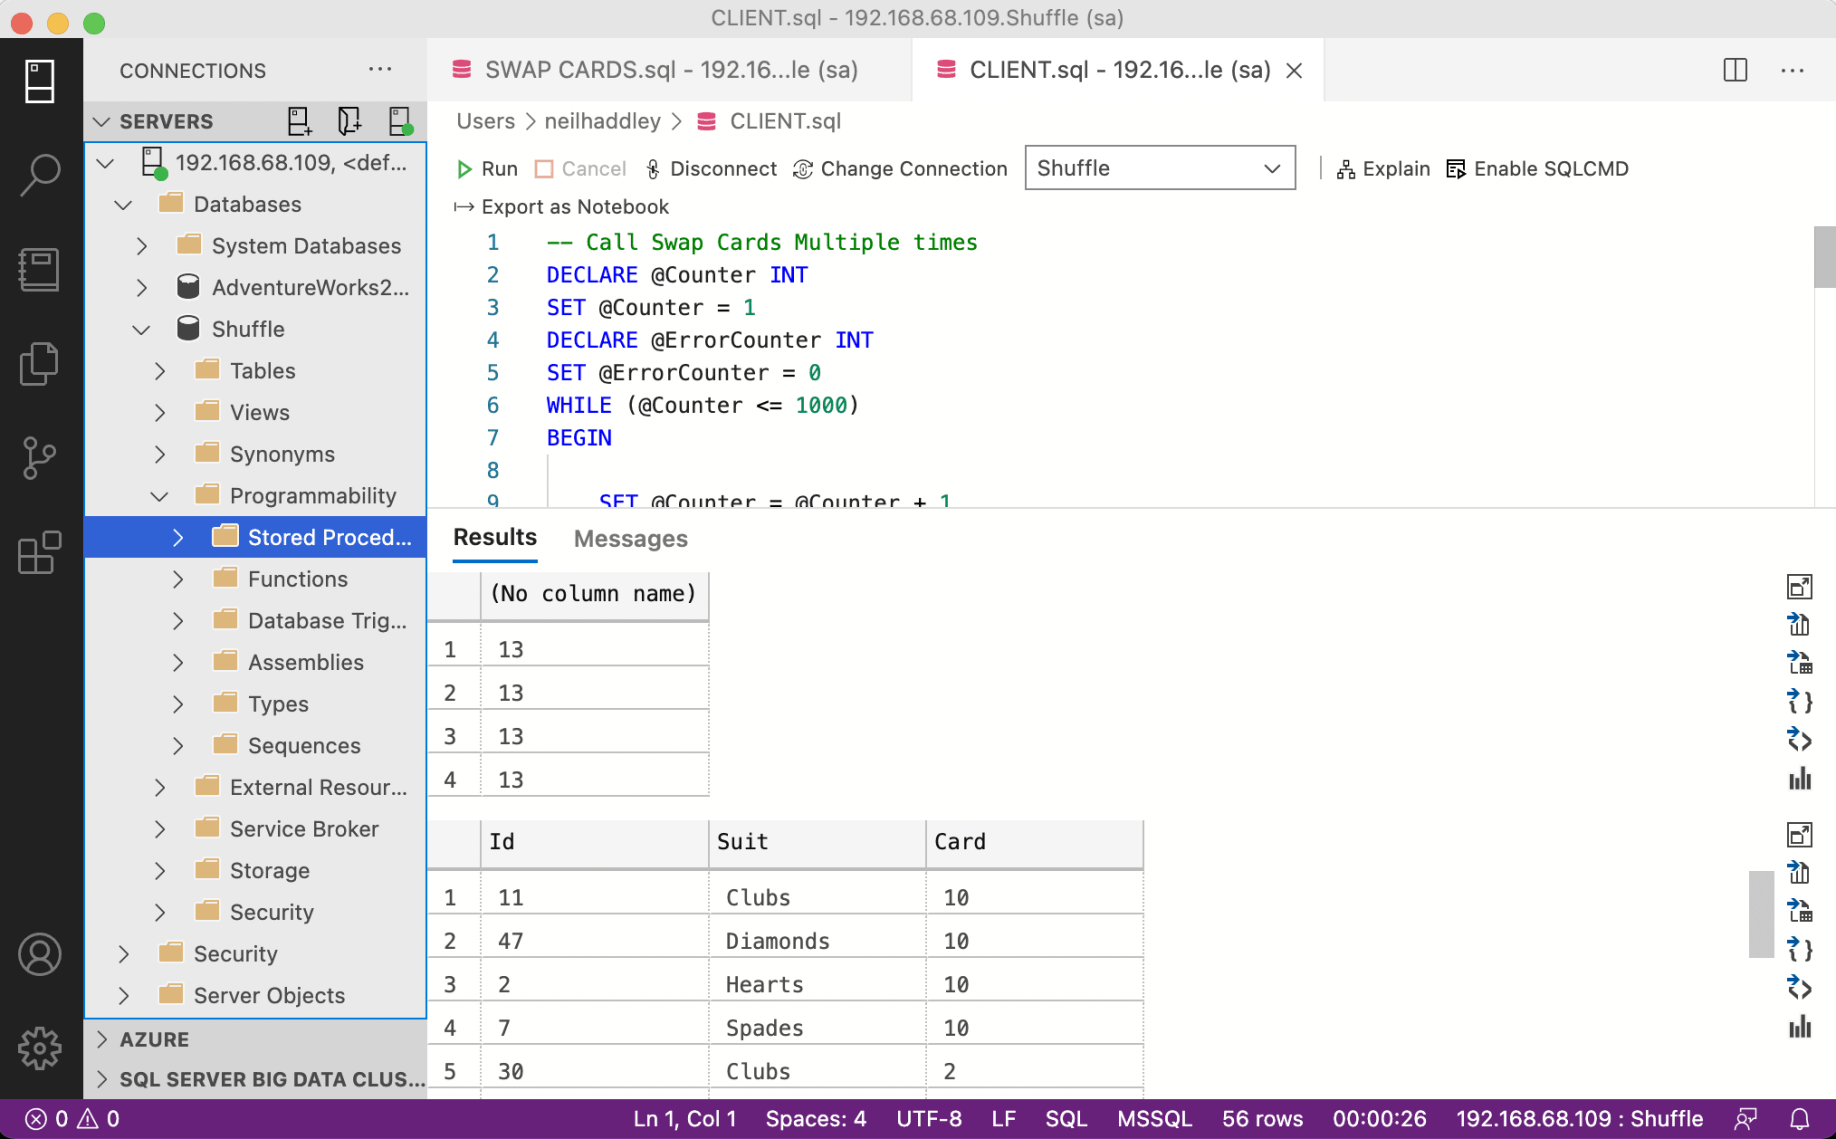 CLIENT.sql - 192.168.68.109.Shuffle (sa)
CONNECTIONS
SERVERS
192.168.68.109, <def...
Databases
System Databases
AdventureWorks2...
Shuffle
Tables
Views
Synonyms
Programmability
Stored Proced...
Functions
Database Trig...
Assemblies
Types
Sequences
External Resour...
Service Broker
Storage
Security
Security
Server Objects
AZURE
SQL SERVER BIG DATA CLUS...
SWAP CARDS.sql - 192.16...le (sa)
CLIENT.sql - 192.16...le (sa)
Users > neilhaddley > CLIENT.sql
Run Cancel Disconnect Change Connection Shuffle Explain Enable SQLCMD
Export as Notebook
1 -- Call Swap Cards Multiple times
2 DECLARE @Counter INT
3 SET @Counter = 1
4 DECLARE @ErrorCounter INT
5 SET @ErrorCounter = 0
6 WHILE (@Counter <= 1000)
7 BEGIN
8
9 SET @Counter = @Counter + 1
Results Messages
(No column name)
1 13
2 13
3 13
4 13
Id Suit Card
1 11 Clubs 10
2 47 Diamonds 10
3 2 Hearts 10
4 7 Spades 10
5 30 Clubs 2
0 0 Ln 1, Col 1 Spaces: 4 UTF-8 LF SQL MSSQL 56 rows 00:00:26 192.168.68.109 : Shuffle